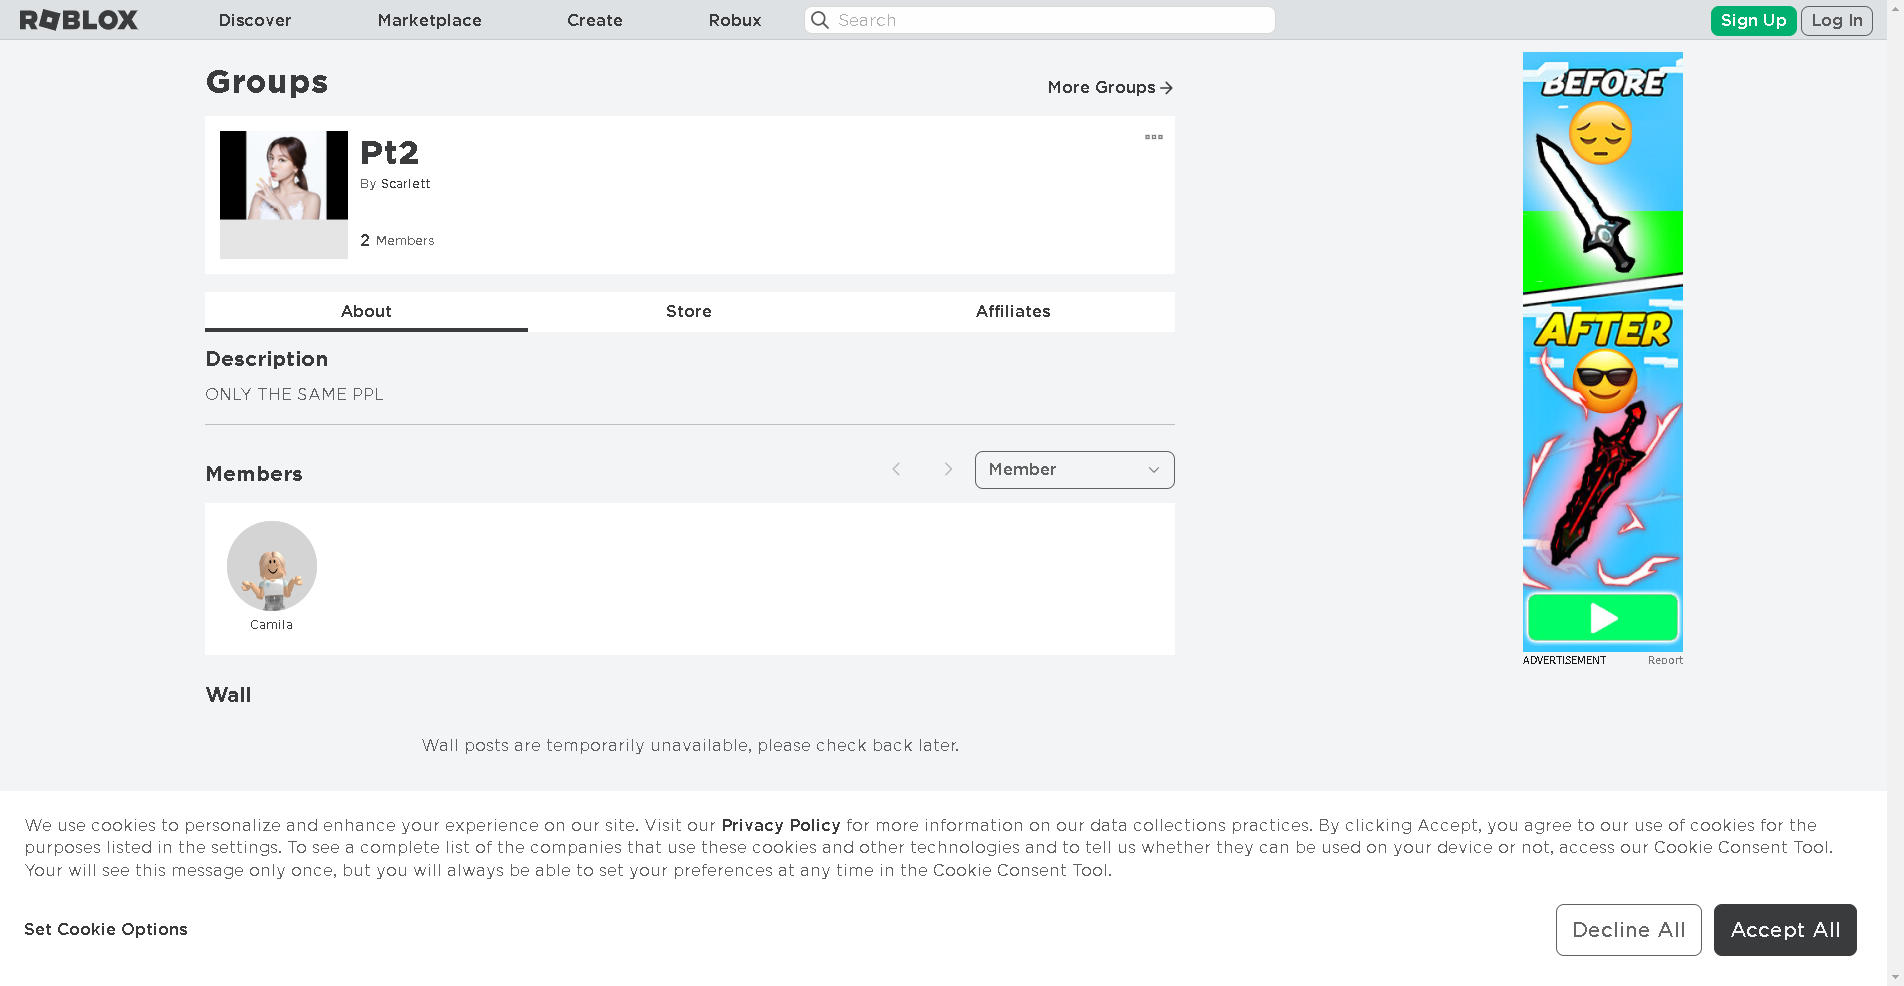 ROBLOX
Discover
Marketplace
Create
Robux
Search
Sign Up
Log In
Groups
More Groups
Pt2
By Scarlett
2 Members
About
Store
Affiliates
Description
ONLY THE SAME PPL
Members
Member
Camila
Wall
Wall posts are temporarily unavailable, please check back later.
BEFORE
AFTER
ADVERTISEMENT
Report
We use cookies to personalize and enhance your experience on our site. Visit our Privacy Policy for more information on our data collections practices. By clicking Accept, you agree to our use of cookies for the
purposes listed in the settings. To see a complete list of the companies that use these cookies and other technologies and to tell us whether they can be used on your device or not, access our Cookie Consent Tool.
Your will see this message only once, but you will always be able to set your preferences at any time in the Cookie Consent Tool.
Set Cookie Options
Decline All
Accept All